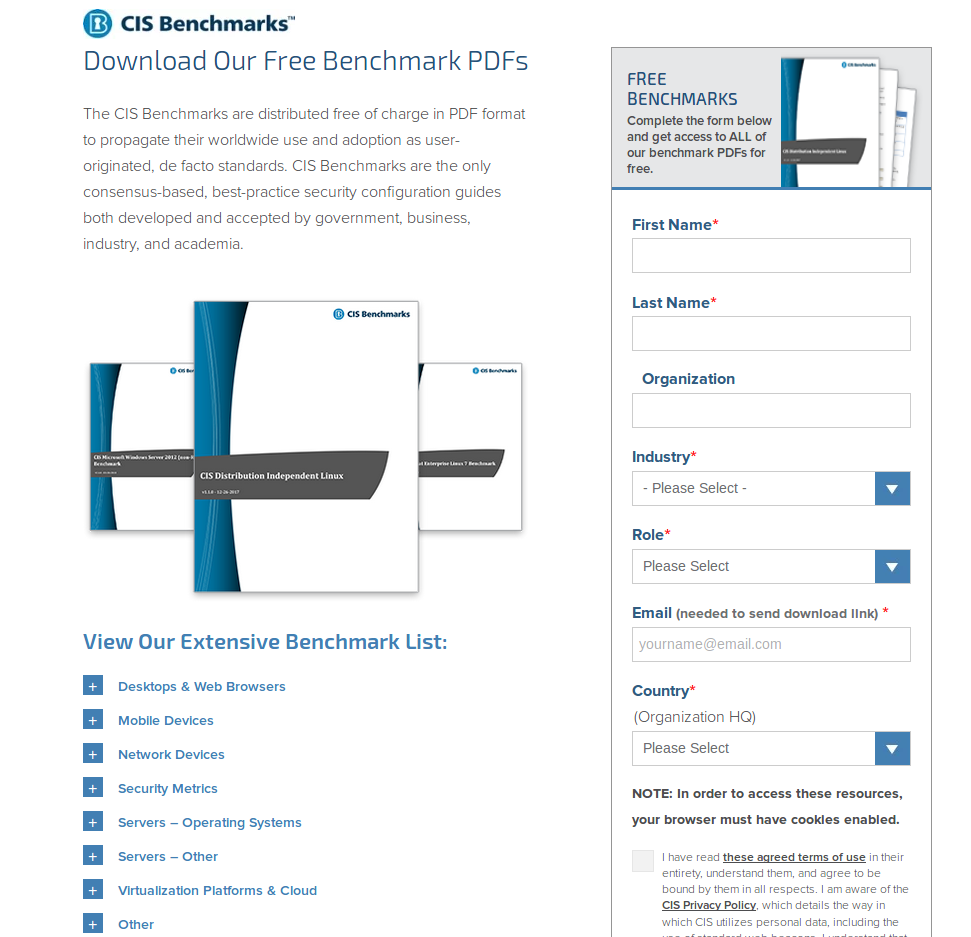 CIS Benchmarks™
Download Our Free Benchmark PDFs
The CIS Benchmarks are distributed free of charge in PDF format
to propagate their worldwide use and adoption as user-
originated, de facto standards. CIS Benchmarks are the only
consensus-based, best-practice security configuration guides
both developed and accepted by government, business,
industry, and academia.
CIS Benchmarks
CIS Distribution Independent Linux
v1.1.0 - 12-26-2017
CIS Microsoft Windows Server 2012
Benchmark
CIS Benchmarks
Enterprise Linux 7 Benchmark
View Our Extensive Benchmark List:
+ Desktops & Web Browsers
+ Mobile Devices
+ Network Devices
+ Security Metrics
+ Servers – Operating Systems
+ Servers – Other
+ Virtualization Platforms & Cloud
+ Other
FREE
BENCHMARKS
Complete the form below
and get access to ALL of
our benchmark PDFs for
free.
CIS Benchmarks
CIS Distribution Independent Linux
First Name*
Last Name*
Organization
Industry*
- Please Select -
Role*
Please Select
Email (needed to send download link) *
yourname@email.com
Country*
(Organization HQ)
Please Select
NOTE: In order to access these resources,
your browser must have cookies enabled.
I have read these agreed terms of use in their
entirety, understand them, and agree to be
bound by them in all respects. I am aware of the
CIS Privacy Policy, which details the way in
which CIS utilizes personal data, including the
use of standard web beacons. I understand that